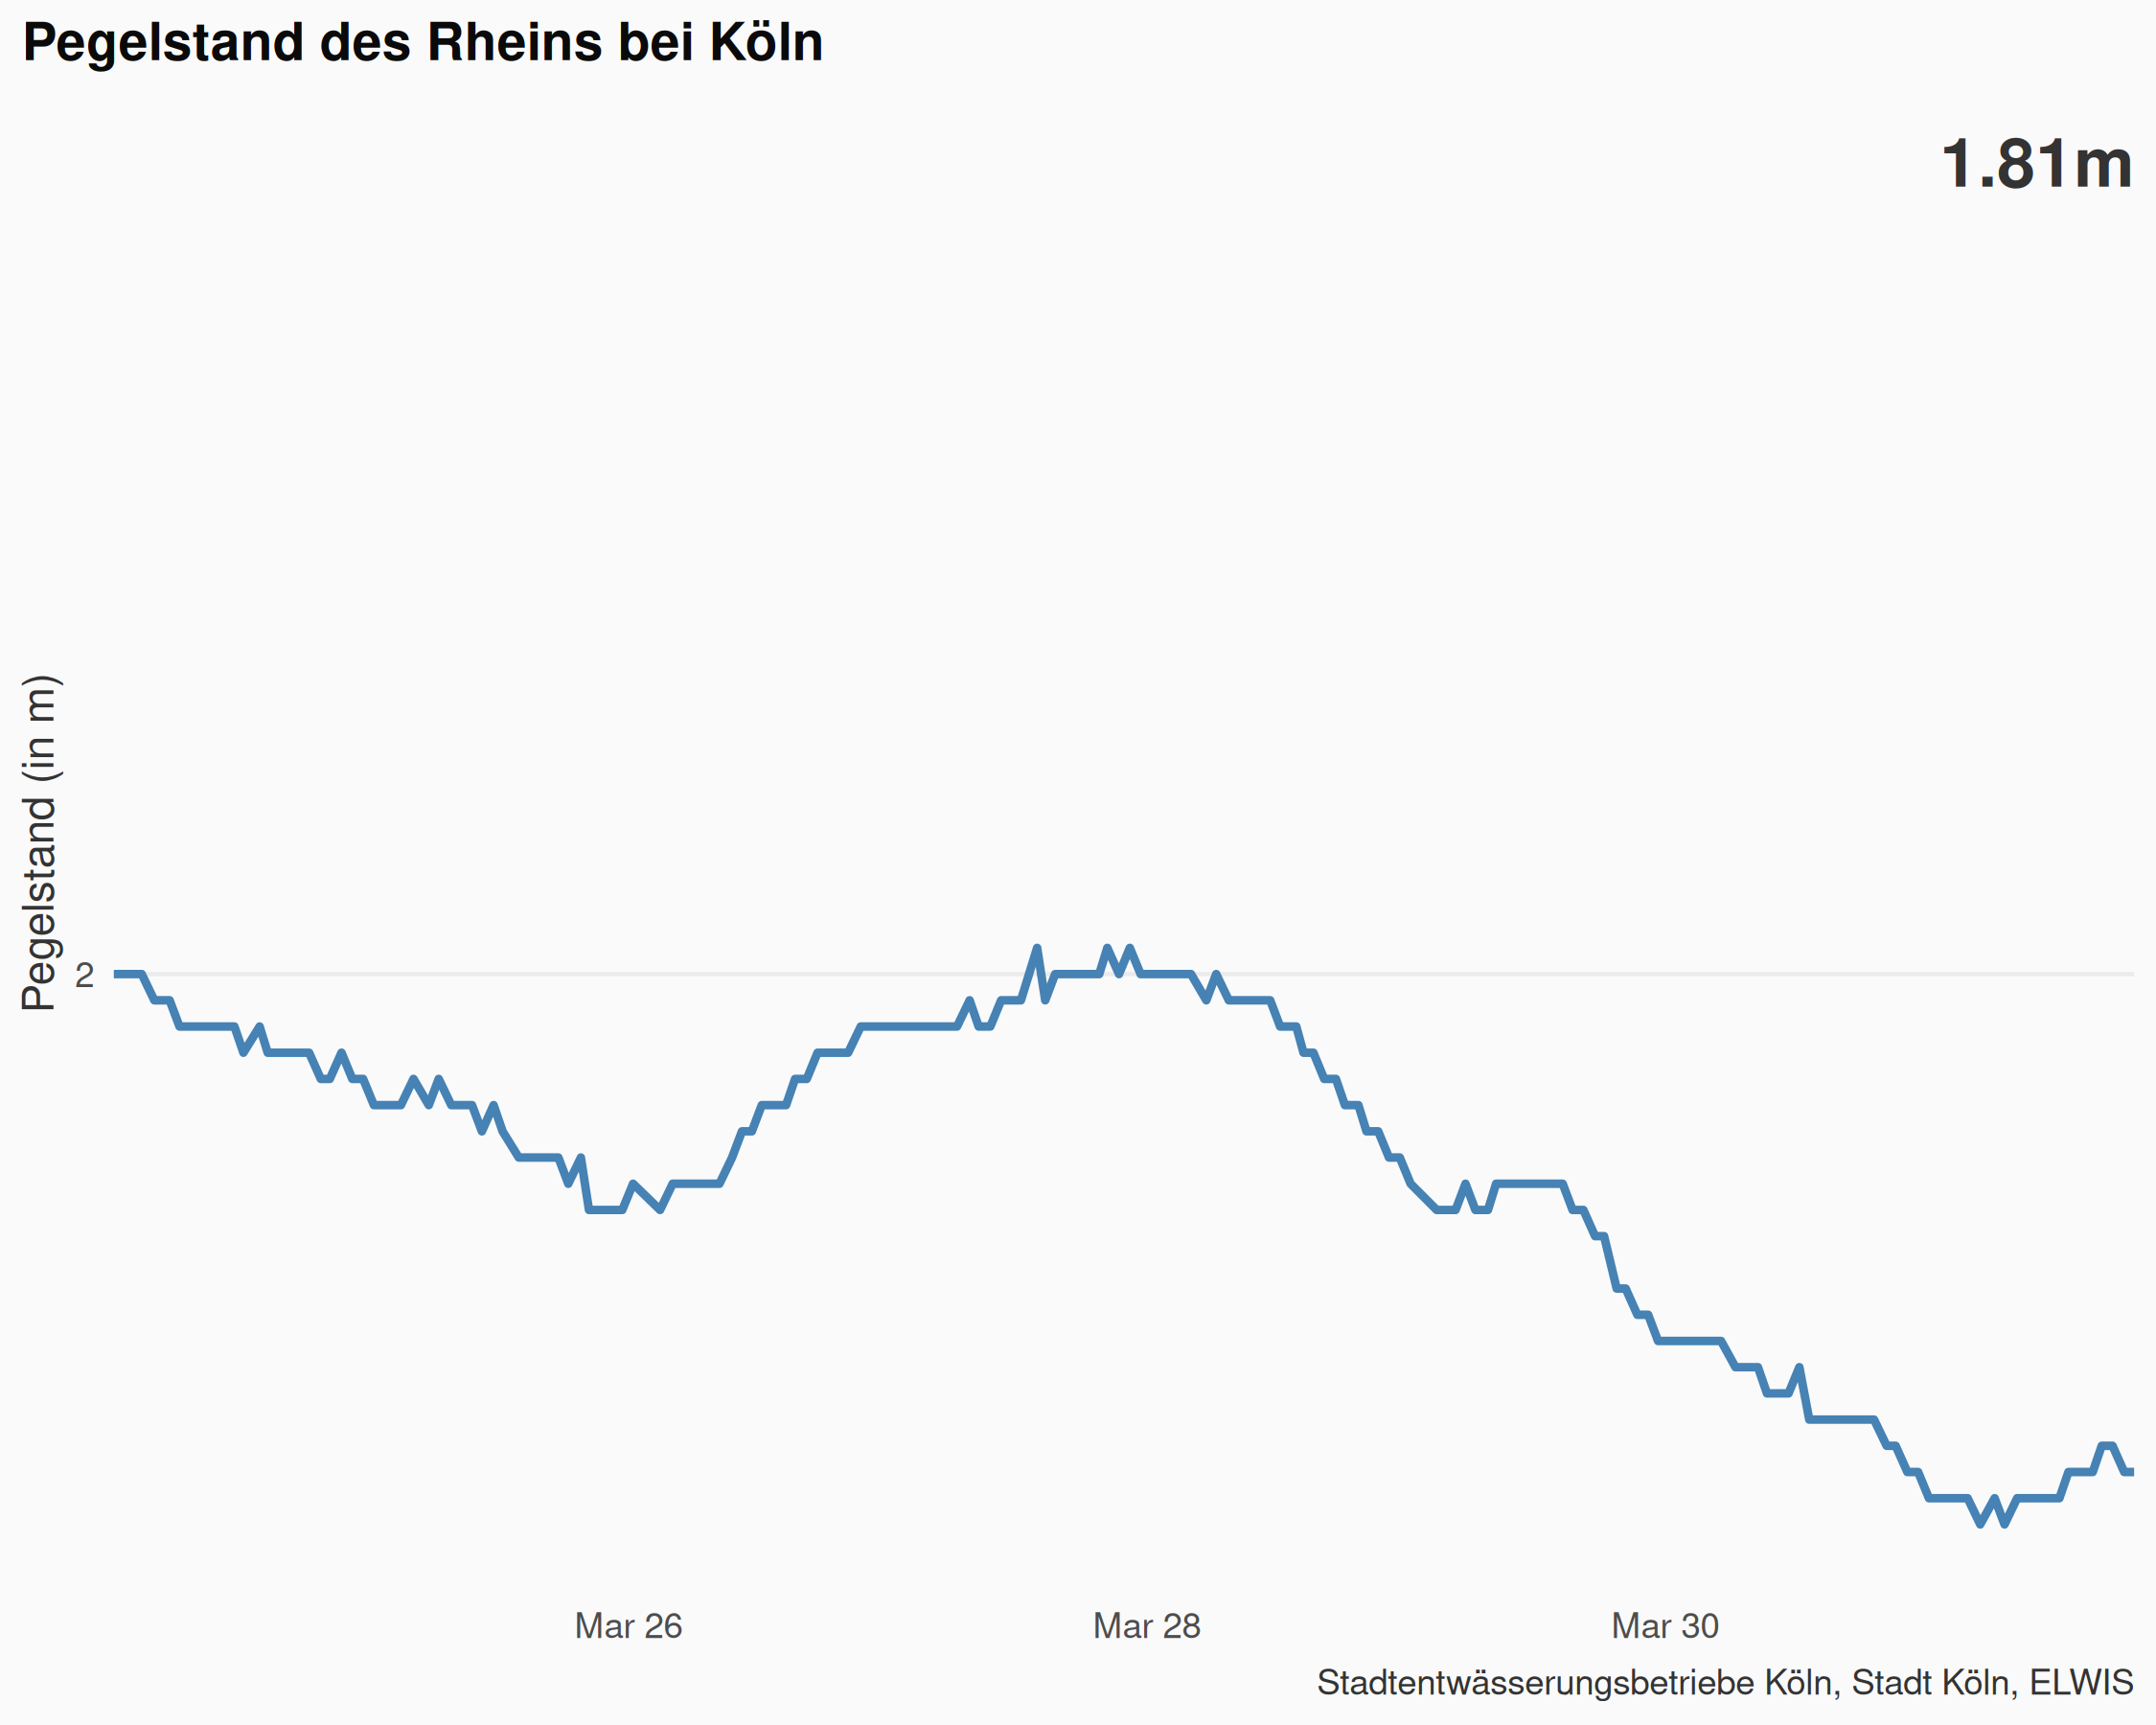 Pegelstand des Rheins bei Köln
1.81m
Pegelstand (in m)
2
Mar 26
Mar 28
Mar 30
Stadtentwässerungsbetriebe Köln, Stadt Köln, ELWIS